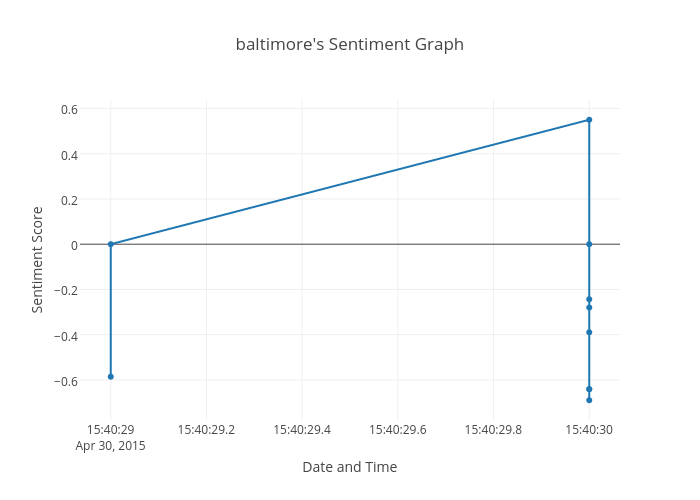 baltimore's Sentiment Graph
0.6
0.4
0.2
0
−0.2
−0.4
−0.6
Sentiment Score
15:40:29 15:40:29.2 15:40:29.4 15:40:29.6 15:40:29.8 15:40:30
Apr 30, 2015
Date and Time